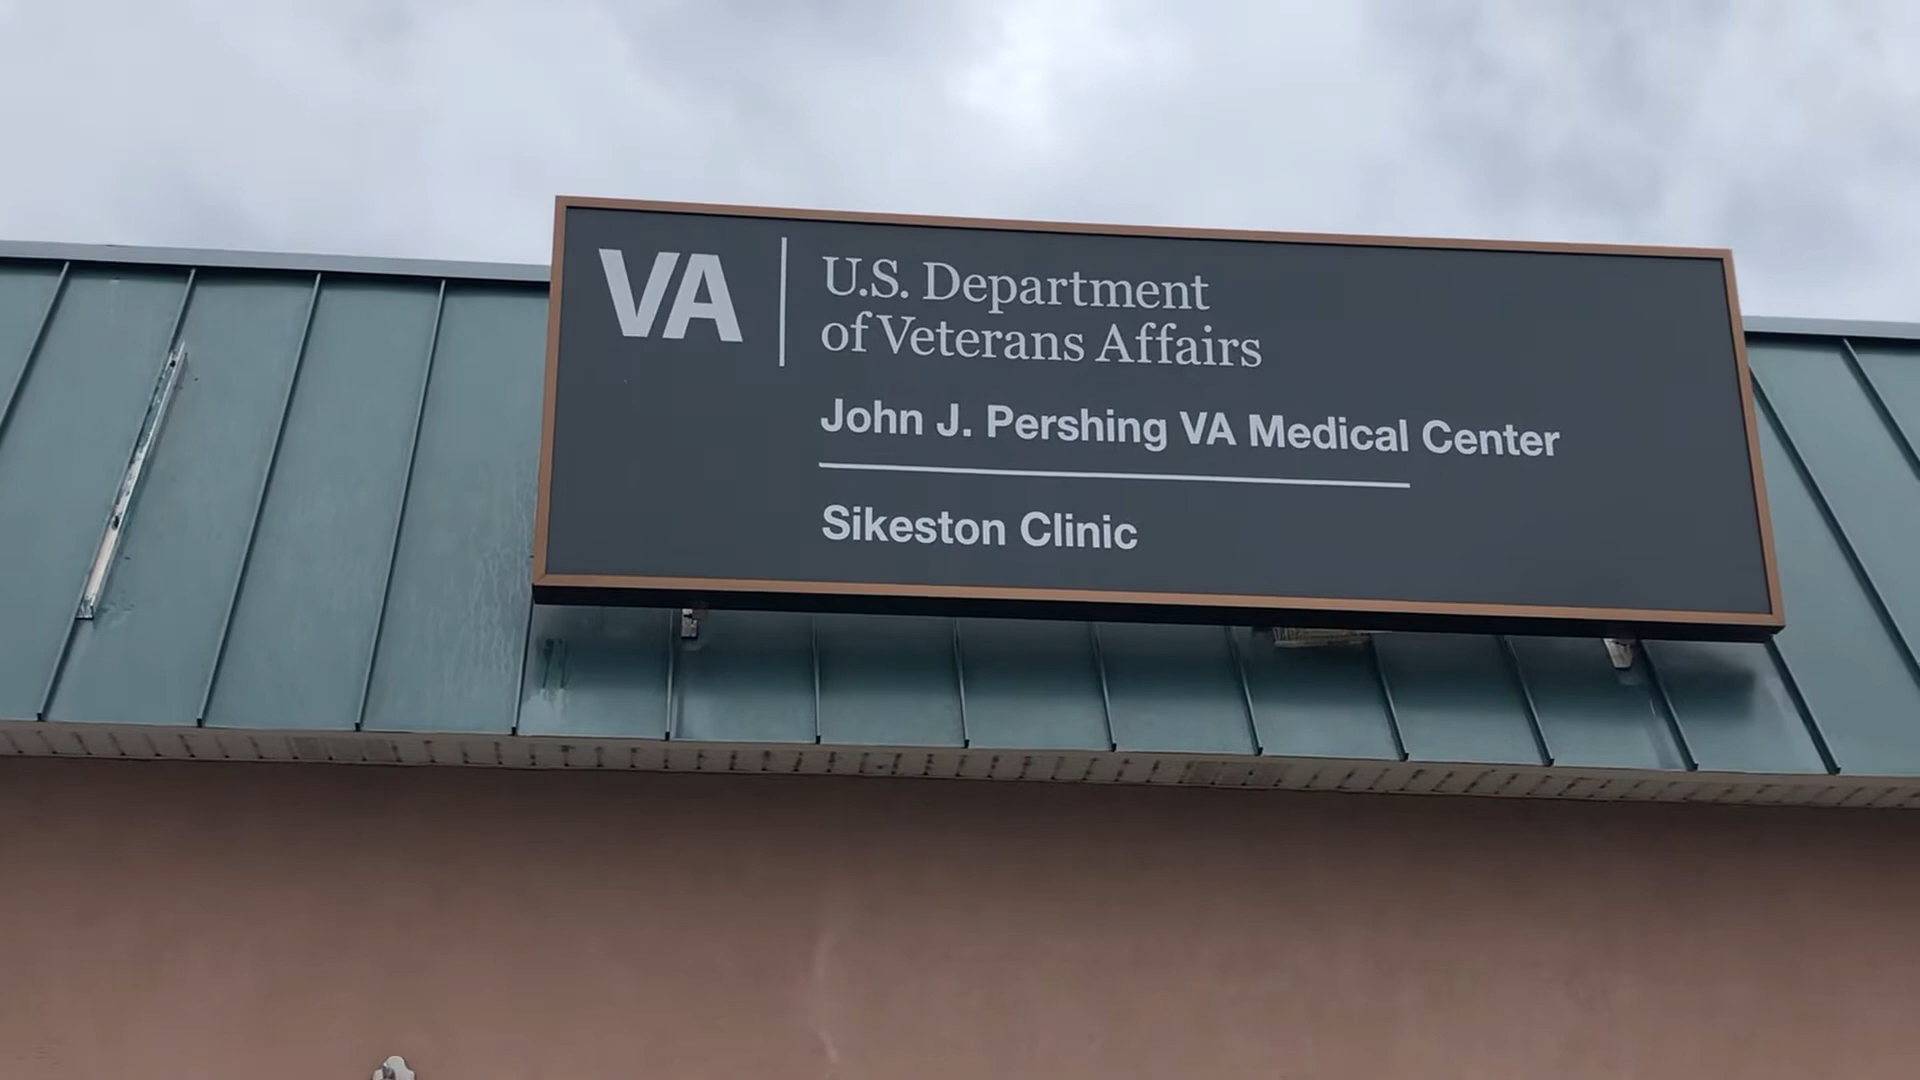 VA
U.S. Department
of Veterans Affairs
John J. Pershing VA Medical Center
Sikeston Clinic